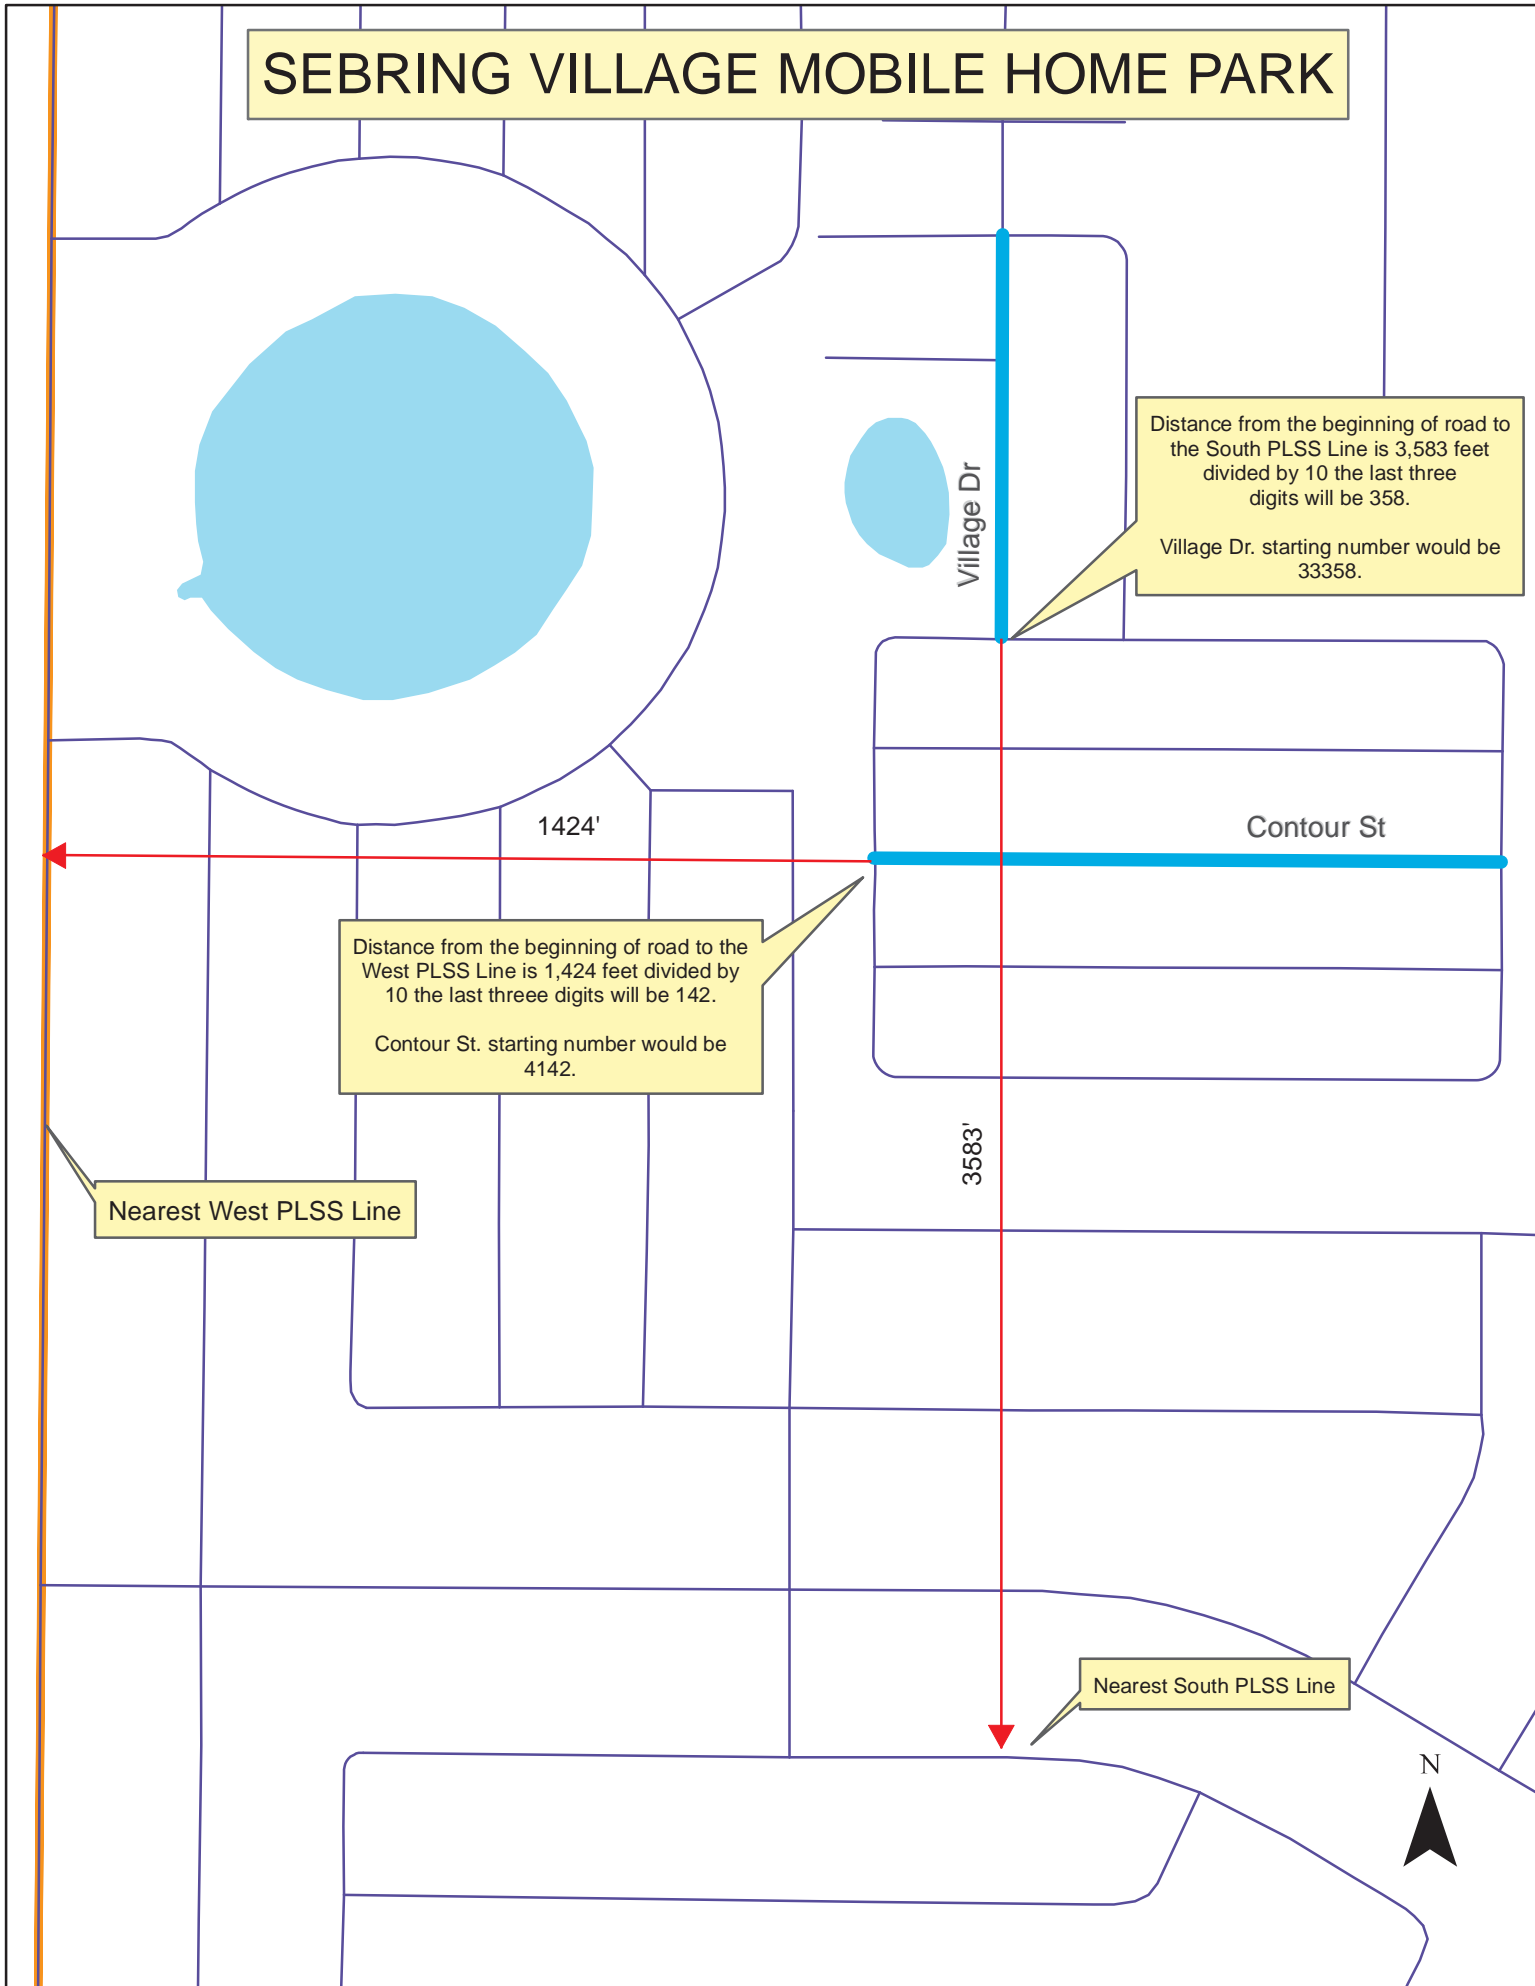 SEBRING VILLAGE MOBILE HOME PARK
Distance from the beginning of road to
the South PLSS Line is 3,583 feet
divided by 10 the last three
digits will be 358.
Village Dr. starting number would be
33358.
Village Dr
Contour St
1424'
Distance from the beginning of road to the
West PLSS Line is 1,424 feet divided by
10 the last threee digits will be 142.
Contour St. starting number would be
4142.
3583'
Nearest West PLSS Line
Nearest South PLSS Line
N